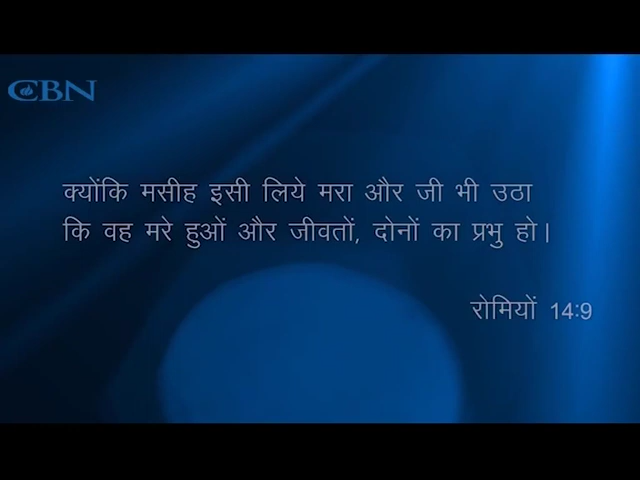 CBN
क्योंकि मसीह इसी लिये मरा और जी भी उठा
कि वह मरे हुओं और जीवतों, दोनों का प्रभु हो।
रोमियों 14:9